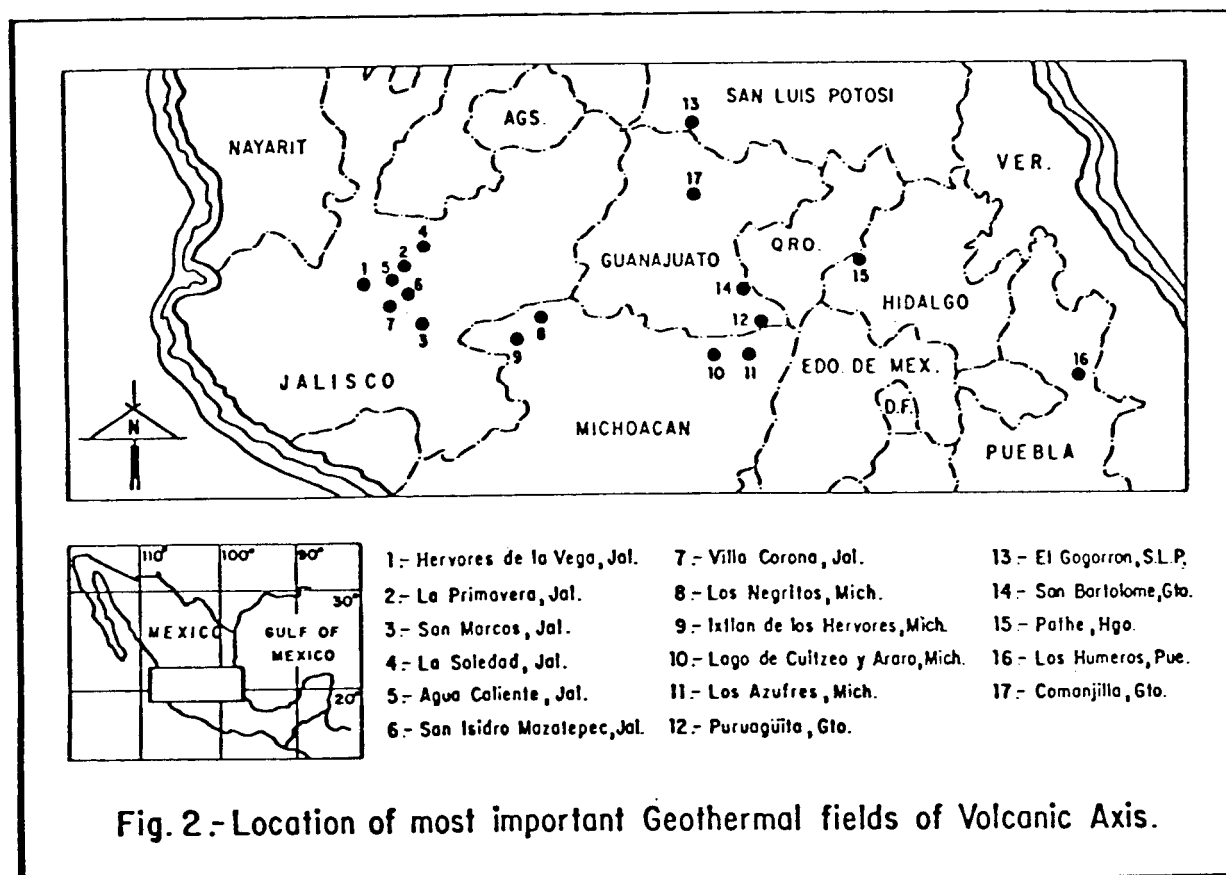 SAN LUIS POTOSI
13
AGS.
NAYARIT
VER.
17
4
QRO.
2
GUANAJUATO
5
1
15
6
14
HIDALGO
7
12
8
3
9
10
11
EDO. DE MEX.
16
JALISCO
D.F.
N
MICHOACAN
PUEBLA
110°
100°
90°
30°
MEXICO
GULF OF
MEXICO
20°
1.- Hervores de la Vega, Jal.
2.- La Primavera, Jal.
3.- San Marcos, Jal.
4.- La Soledad, Jal.
5.- Agua Caliente, Jal.
6.- San Isidro Mazatepec, Jal.
7.- Villa Corona, Jal.
8.- Los Negritos, Mich.
9.- Ixtlan de los Hervores, Mich.
10.- Lago de Cuitzeo y Araro, Mich.
11.- Los Azufres, Mich.
12.- Puruagüita, Gto.
13.- El Gogorron, S.L.P.
14.- San Bartolome, Gto.
15.- Pathe, Hgo.
16.- Los Humeros, Pue.
17.- Comanjilla, Gto.
Fig. 2.- Location of most important Geothermal fields of Volcanic Axis.